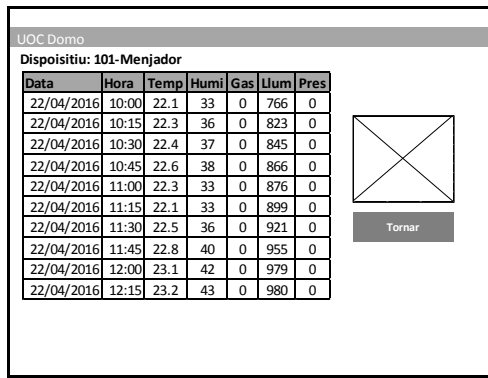 UOC Domo
Dispoisitiu: 101-Menjador
Data Hora Temp Humi Gas Llum Pres
22/04/2016 10:00 22.1 33 0 766 0
22/04/2016 10:15 22.3 36 0 823 0
22/04/2016 10:30 22.4 37 0 845 0
22/04/2016 10:45 22.6 38 0 866 0
22/04/2016 11:00 22.3 33 0 876 0
22/04/2016 11:15 22.1 33 0 899 0
22/04/2016 11:30 22.5 36 0 921 0
22/04/2016 11:45 22.8 40 0 955 0
22/04/2016 12:00 23.1 42 0 979 0
22/04/2016 12:15 23.2 43 0 980 0
Tornar